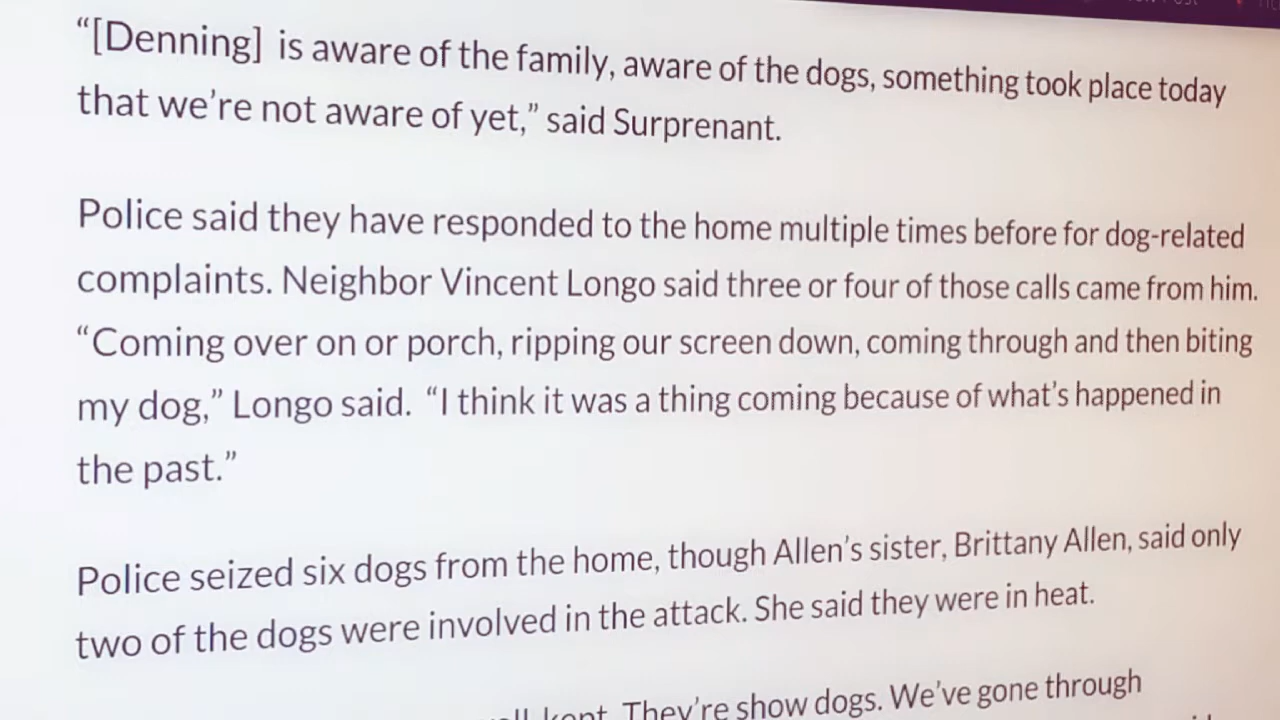 “[Denning]  is aware of the family, aware of the dogs, something took place today
that we’re not aware of yet,” said Surprenant.
Police said they have responded to the home multiple times before for dog-related
complaints. Neighbor Vincent Longo said three or four of those calls came from him.
“Coming over on or porch, ripping our screen down, coming through and then biting
my dog,” Longo said.  “I think it was a thing coming because of what’s happened in
the past.”
Police seized six dogs from the home, though Allen’s sister, Brittany Allen, said only
two of the dogs were involved in the attack. She said they were in heat.
kept. They’re show dogs. We’ve gone through